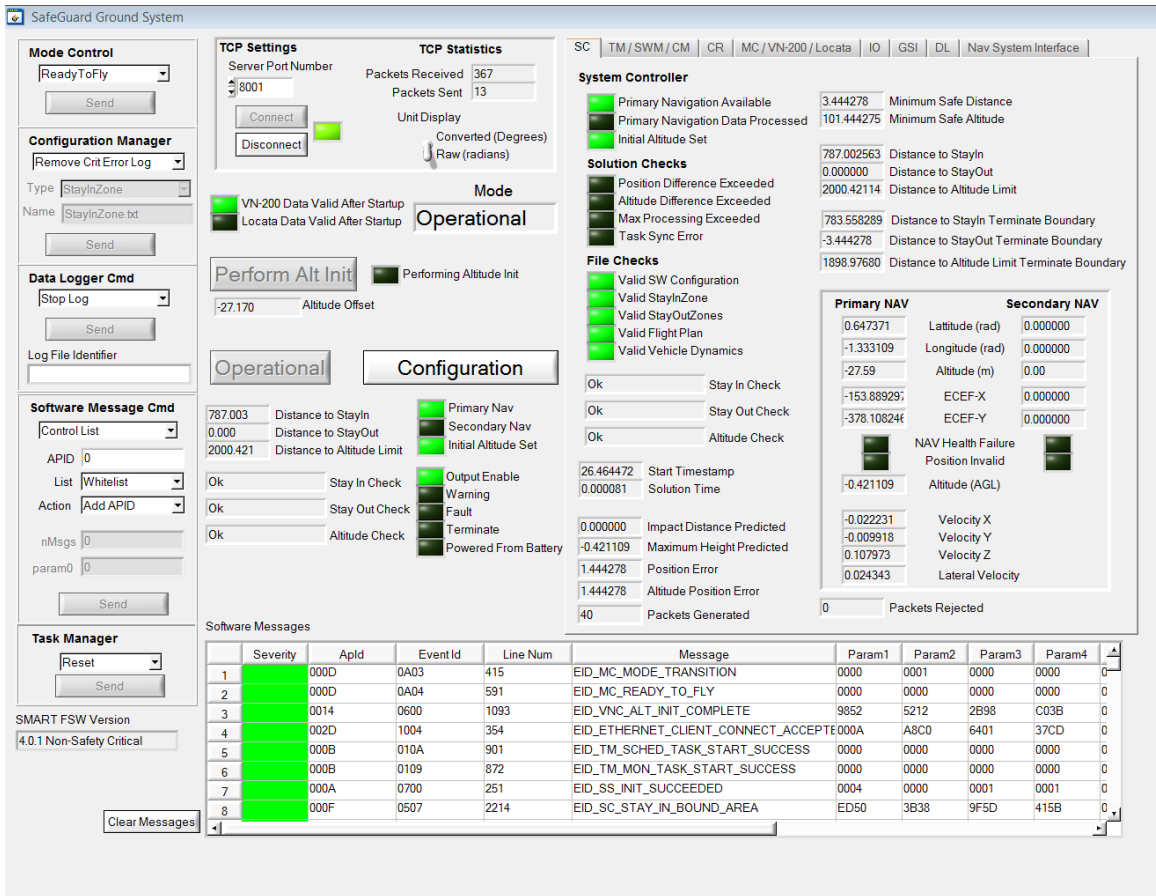 SafeGuard Ground System
Mode Control
ReadyToFly
Send
Configuration Manager
Remove Crit Error Log
Type StayInZone
Name StayInZone.txt
Send
Data Logger Cmd
Stop Log
Send
Log File Identifier
Software Message Cmd
Control List
APID 0
List Whitelist
Action Add APID
nMsgs 0
param0 0
Send
Task Manager
Reset
Send
SMART FSW Version
4.0.1 Non-Safety Critical
Clear Messages
TCP Settings
Server Port Number
8001
Connect
Disconnect
TCP Statistics
Packets Received 367
Packets Sent 13
Unit Display
Converted (Degrees)
Raw (radians)
VN-200 Data Valid After Startup
Locata Data Valid After Startup
Mode
Operational
Perform Alt Init
Performing Altitude Init
-27.170 Altitude Offset
Operational
Configuration
787.003 Distance to StayIn
0.000 Distance to StayOut
2000.421 Distance to Altitude Limit
Ok Stay In Check
Ok Stay Out Check
Ok Altitude Check
Primary Nav
Secondary Nav
Initial Altitude Set
Output Enable
Warning
Fault
Terminate
Powered From Battery
SC TM / SWM / CM CR MC / VN-200 / Locata IO GSI DL Nav System Interface
System Controller
Primary Navigation Available
Primary Navigation Data Processed
Initial Altitude Set
Solution Checks
Position Difference Exceeded
Altitude Difference Exceeded
Max Processing Exceeded
Task Sync Error
File Checks
Valid SW Configuration
Valid StayInZone
Valid StayOutZones
Valid Flight Plan
Valid Vehicle Dynamics
Ok Stay In Check
Ok Stay Out Check
Ok Altitude Check
26.464472 Start Timestamp
0.000081 Solution Time
0.000000 Impact Distance Predicted
-0.421109 Maximum Height Predicted
1.444278 Position Error
1.444278 Altitude Position Error
40 Packets Generated
3.444278 Minimum Safe Distance
101.444275 Minimum Safe Altitude
787.002563 Distance to StayIn
0.000000 Distance to StayOut
2000.42114 Distance to Altitude Limit
783.558289 Distance to StayIn Terminate Boundary
-3.444278 Distance to StayOut Terminate Boundary
1898.97680 Distance to Altitude Limit Terminate Boundary
Primary NAV Secondary NAV
0.647371 Lattitude (rad) 0.000000
-1.333109 Longitude (rad) 0.000000
-27.59 Altitude (m) 0.00
-153.889297 ECEF-X 0.000000
-378.108246 ECEF-Y 0.000000
NAV Health Failure
Position Invalid
-0.421109 Altitude (AGL)
-0.022231 Velocity X
-0.009918 Velocity Y
0.107973 Velocity Z
0.024343 Lateral Velocity
0 Packets Rejected
Software Messages
Severity ApId Event Id Line Num Message Param1 Param2 Param3 Param4
1 000D 0A03 415 EID_MC_MODE_TRANSITION 0000 0001 0000 0000 0
2 000D 0A04 591 EID_MC_READY_TO_FLY 0000 0000 0000 0000 0
3 0014 0600 1093 EID_VNC_ALT_INIT_COMPLETE 9852 5212 2B98 C03B 0
4 002D 1004 354 EID_ETHERNET_CLIENT_CONNECT_ACCEPTE 000A A8C0 6401 37CD 0
5 000B 010A 901 EID_TM_SCHED_TASK_START_SUCCESS 0000 0000 0000 0000 0
6 000B 0109 872 EID_TM_MON_TASK_START_SUCCESS 0000 0000 0000 0000 0
7 000A 0700 251 EID_SS_INIT_SUCCEEDED 0004 0000 0001 0001 0
8 000F 0507 2214 EID_SC_STAY_IN_BOUND_AREA ED50 3B38 9F5D 415B 0